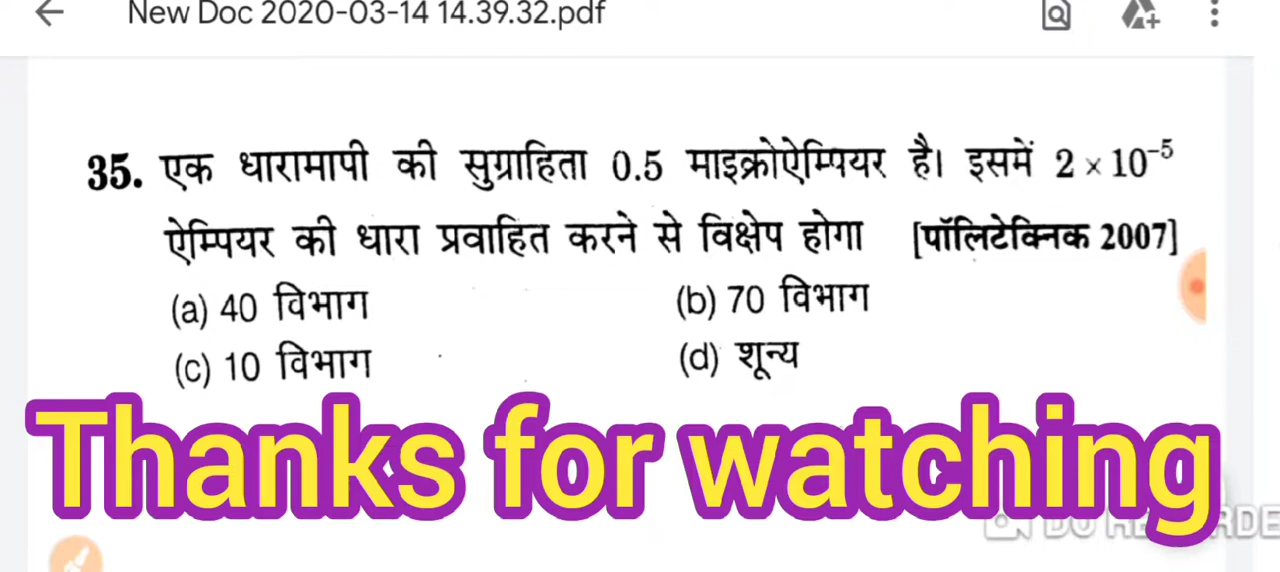 New Doc 2020-03-14 14.39.32.pdf
35. एक धारामापी की सुग्राहिता 0.5 माइक्रोऐम्पियर है। इसमें 2 × 10⁻⁵
ऐम्पियर की धारा प्रवाहित करने से विक्षेप होगा [पॉलिटेक्निक 2007]
(a) 40 विभाग (b) 70 विभाग
(c) 10 विभाग (d) शून्य
Thanks for watching